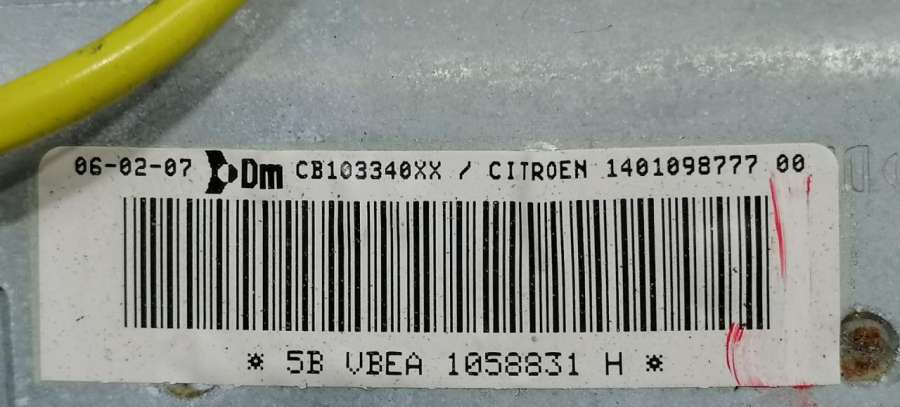 06-02-07 Dm CB103340XX / CITROEN 1401098777 00
* 5B VBEA 1058831 H *